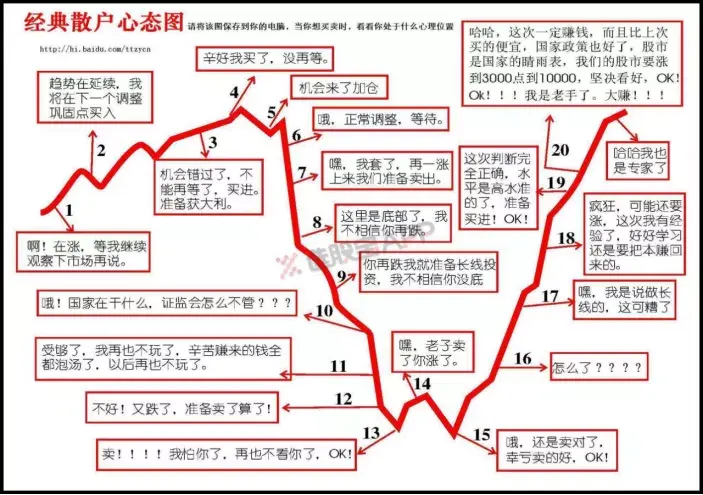 经典散户心态图 请将该图保存到你的电脑，当你想买卖时，看看你处于什么心理位置
http://hi.baidu.com/ttzycn
趋势在延续，我
将在下一个调整
巩固点买入
2
1
啊！在涨，等我继续
观察下市场再说。
3
机会错过了，不
能再等了，买进。
准备获大利。
4
辛好我买了，没再等。
5
机会来了加仓
6
哦，正常调整，等待。
7
嘿，我套了，再一涨
上来我们准备卖出。
8
这里是底部了，我
不相信你再跌。
9
你再跌我就准备长线投
资，我不相信你没底
10
哦！国家在干什么，证监会怎么不管？？？
11
受够了，我再也不玩了，辛苦赚来的钱全
都泡汤了，以后再也不玩了。
12
不好！又跌了，准备卖了算了！
13
卖！！！！我怕你了，再也不看你了，OK！
14
嘿，老子卖
了你涨了。
15
哦，还是卖对了，
幸亏卖的好，OK！
16
怎么了？？？？
17
嘿，我是说做长
线的，这可糟了
18
疯狂，可能还要
涨，这次我有经
验了，好好学习
还是要把本赚回
来的。
19
这次判断完
全正确，水
平是高水准
的了，准备
买进！OK！
20
哈哈，这次一定赚钱，而且比上次
买的便宜，国家政策也好了，股市
是国家的晴雨表，我们的股市要涨
到3000点到10000，坚决看好，OK！
OK！！！我是老手了。大赚！！！
哈哈我也
是专家了
链股宝APP